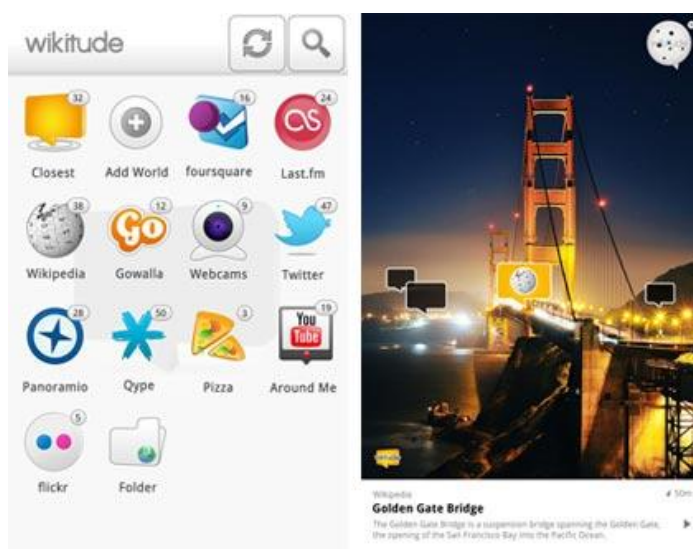 wikitude
32
16
24
Closest
Add World
foursquare
Last.fm
38
12
9
47
Go
Wikipedia
Gowalla
Webcams
Twitter
28
50
3
19
You
Tube
Panoramio
Qype
Pizza
Around Me
5
flickr
Folder
wikitude
Wikipedia
50m
Golden Gate Bridge
The Golden Gate Bridge is a suspension bridge spanning the Golden Gate,
the opening of the San Francisco Bay into the Pacific Ocean.